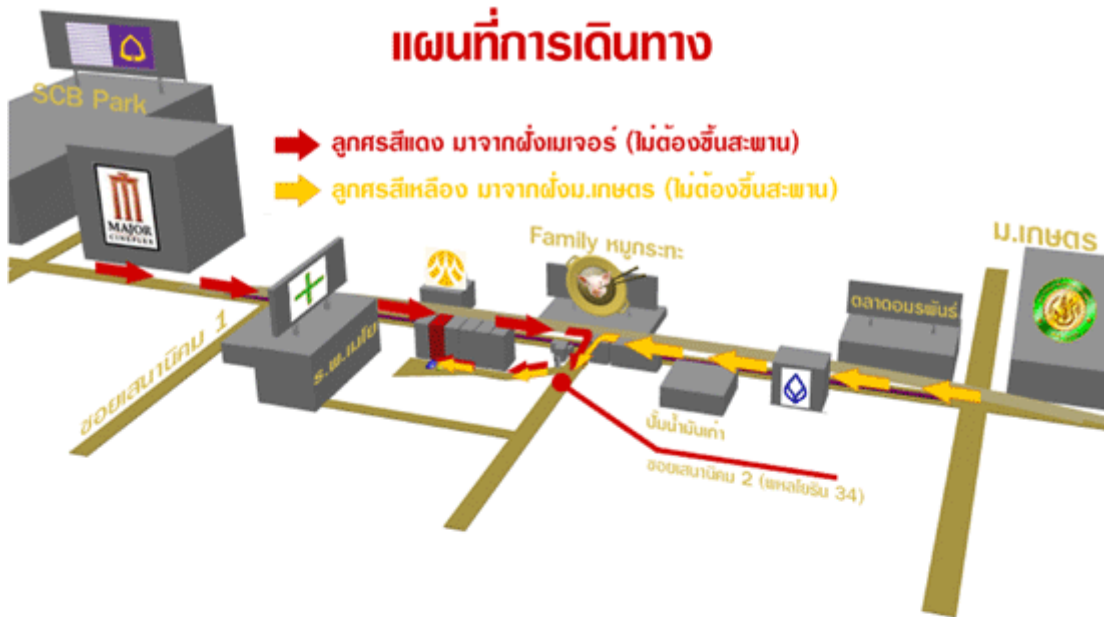 แผนที่การเดินทาง
SCB Park
ลูกศรสีแดง มาจากฝั่งเมเจอร์ (ไม่ต้องขึ้นสะพาน)
ลูกศรสีเหลือง มาจากฝั่งม.เกษตร (ไม่ต้องขึ้นสะพาน)
MAJOR
CINEPLEX
Family หมูกระทะ
ม.เกษตร
ตลาดอมรพันธ์
ซอยเสนานิคม 1
ร.พ.เมโย
ปั๊มน้ำมันเก่า
ซอยเสนานิคม 2 (พหลโยธิน 34)